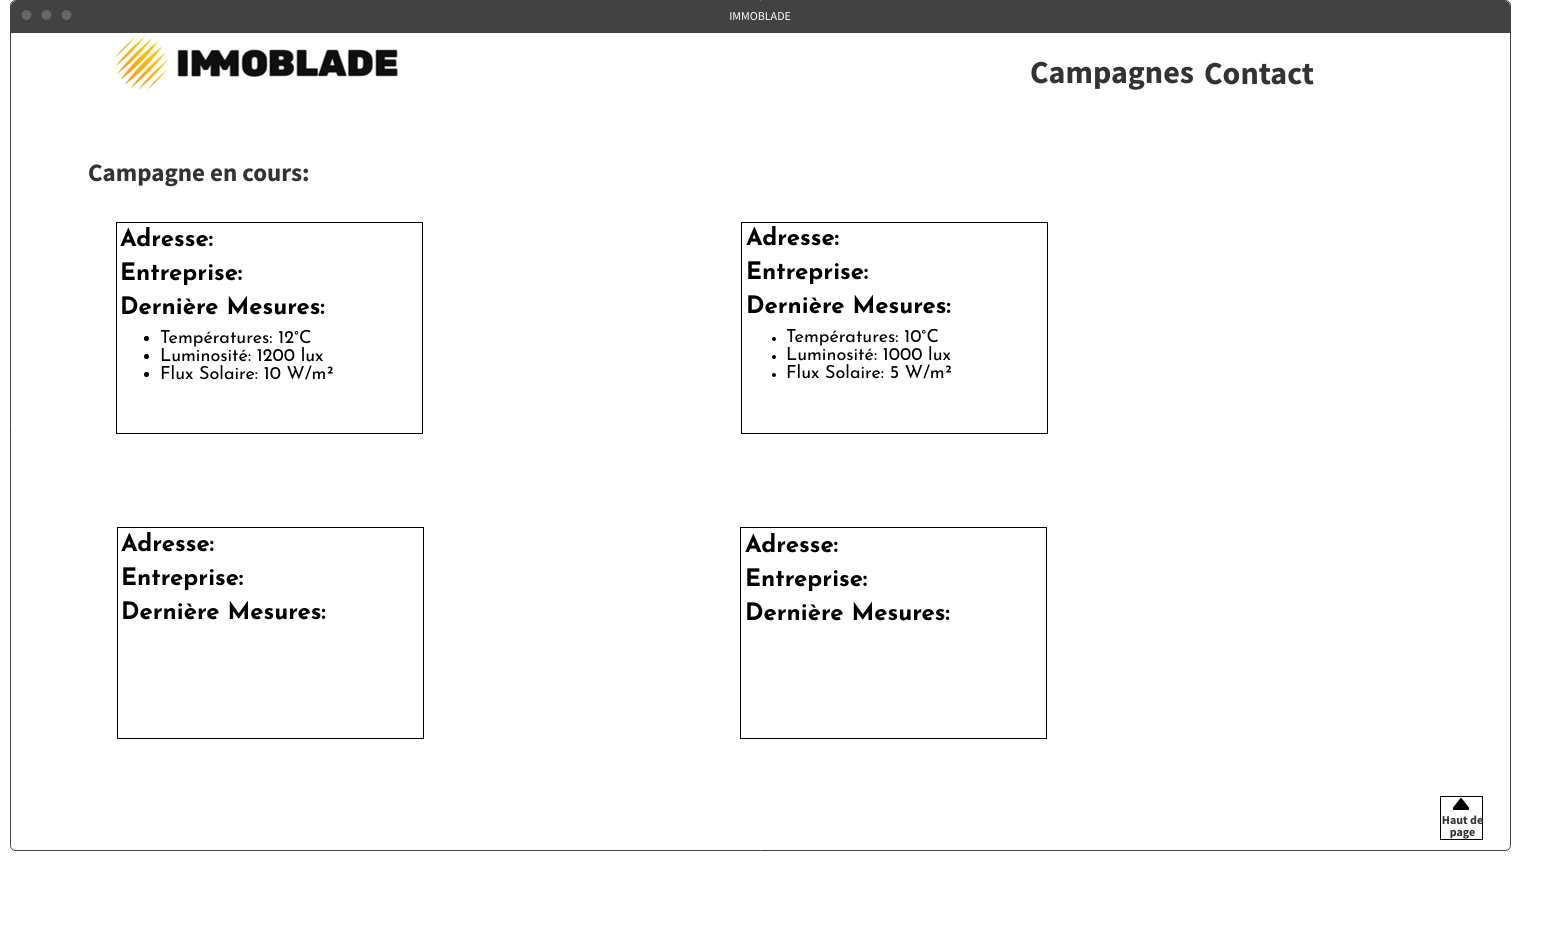 IMMOBLADE
IMMOBLADE
Campagnes Contact
Campagne en cours:
Adresse:
Entreprise:
Dernière Mesures:
Températures: 12°C
Luminosité: 1200 lux
Flux Solaire: 10 W/m²
Adresse:
Entreprise:
Dernière Mesures:
Températures: 10°C
Luminosité: 1000 lux
Flux Solaire: 5 W/m²
Adresse:
Entreprise:
Dernière Mesures:
Adresse:
Entreprise:
Dernière Mesures:
Haut de
page